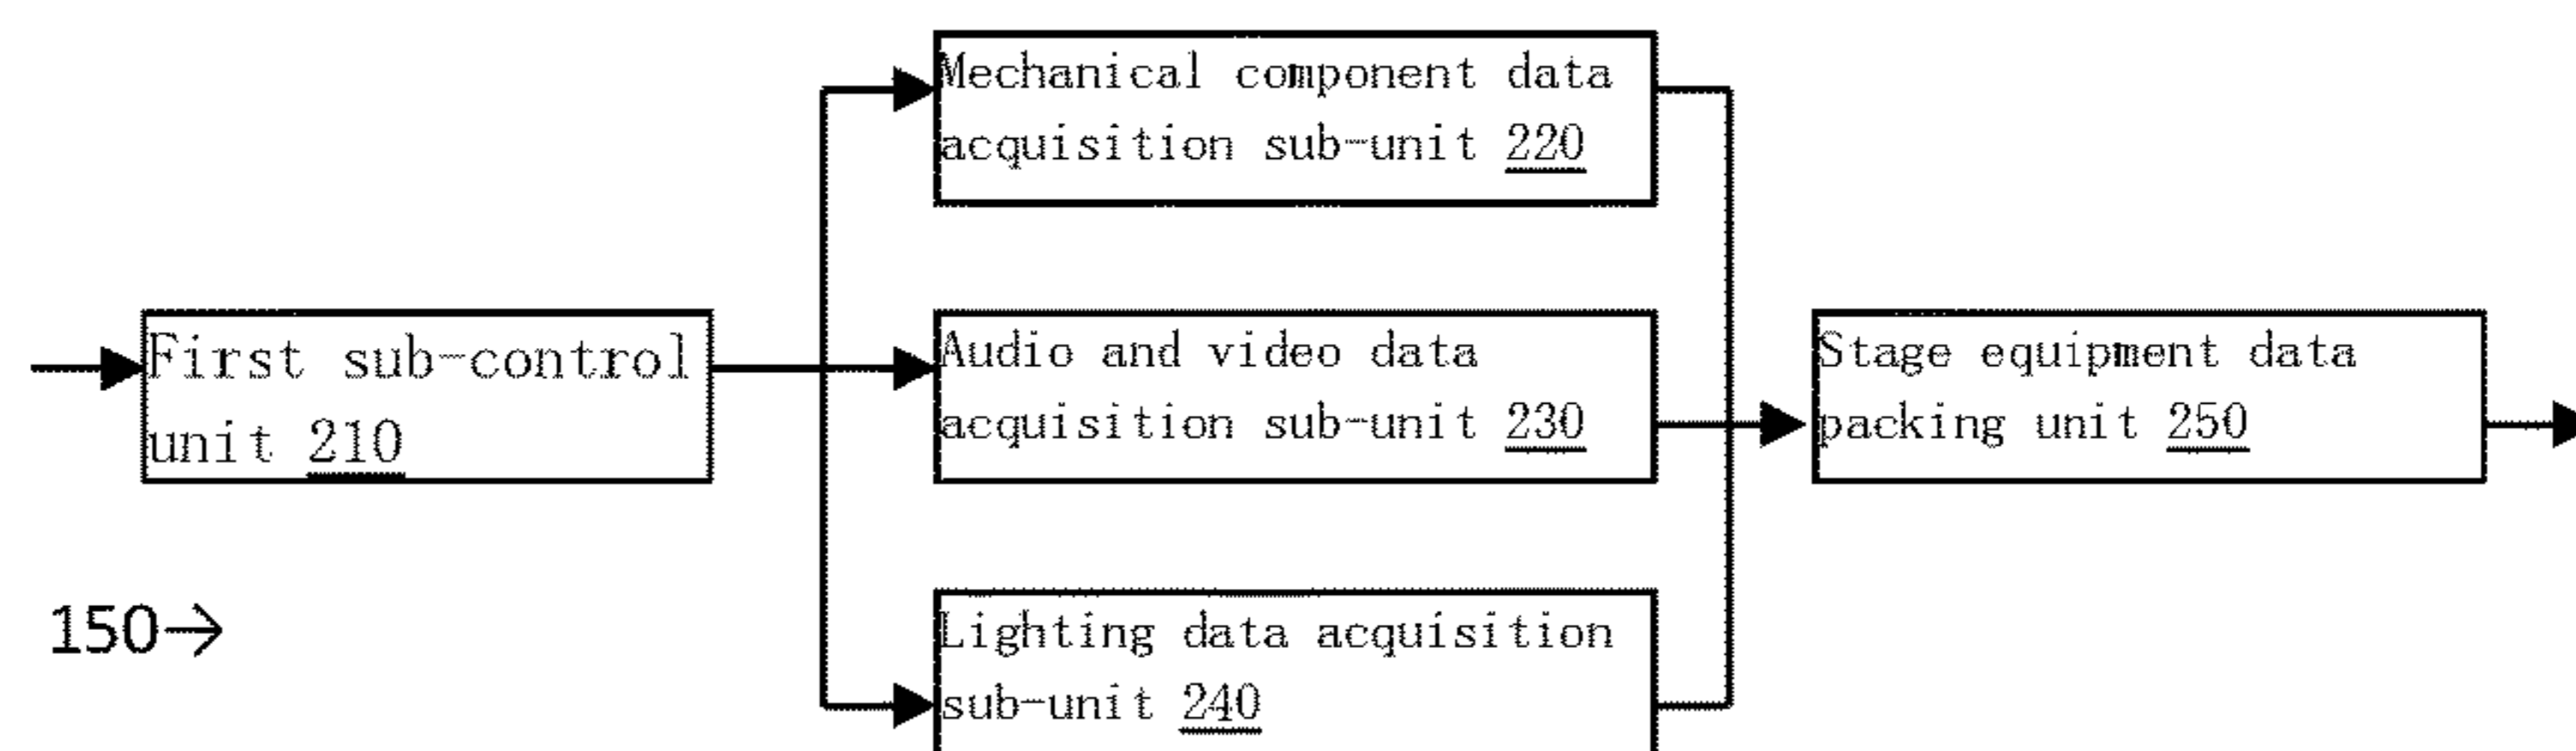 Mechanical component data
acquisition sub-unit 220
First sub-control
unit 210
Audio and video data
acquisition sub-unit 230
Stage equipment data
packing unit 250
150→
Lighting data acquisition
sub-unit 240